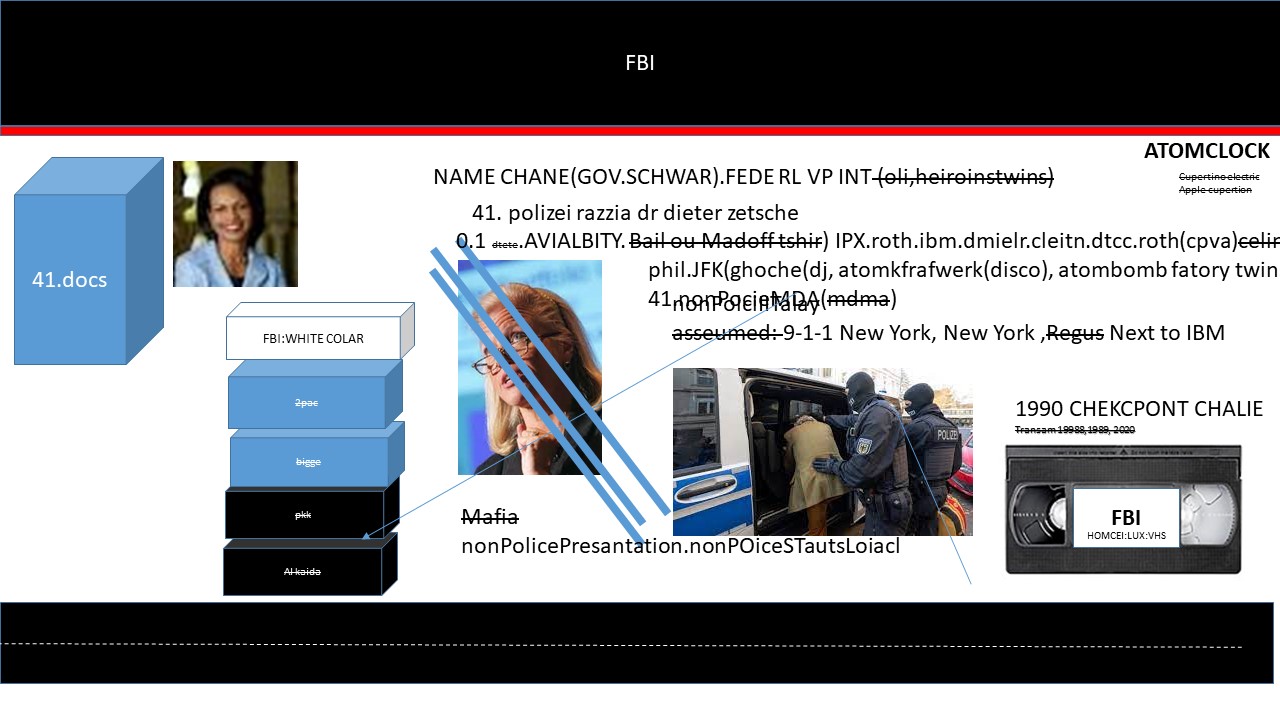 FBI
ATOMCLOCK
Cupertino electric
Apple cupertion
NAME CHANE(GOV.SCHWAR).FEDE RL VP INT (oli,heiroinstwins)
41. polizei razzia dr dieter zetsche
0.1 dtete.AVIALBITY. Bail ou Madoff tshir) IPX.roth.ibm.dmielr.cleitn.dtcc.roth(cpva)celin
phil.JFK(ghoche(dj, atomkfrafwerk(disco), atombomb fatory twin
41.nonPocieMDA(mdma)
asseumed: 9-1-1 New York, New York ,Regus Next to IBM
41.docs
FBI:WHITE COLAR
2pac
bigge
pkk
Al kaida
POLIZEI
1990 CHEKCPONT CHALIE
Transam 19988,1989, 2020
FBI
HOMCEI:LUX:VHS
Mafia
nonPolicePresantation.nonPOiceSTautsLoiacl